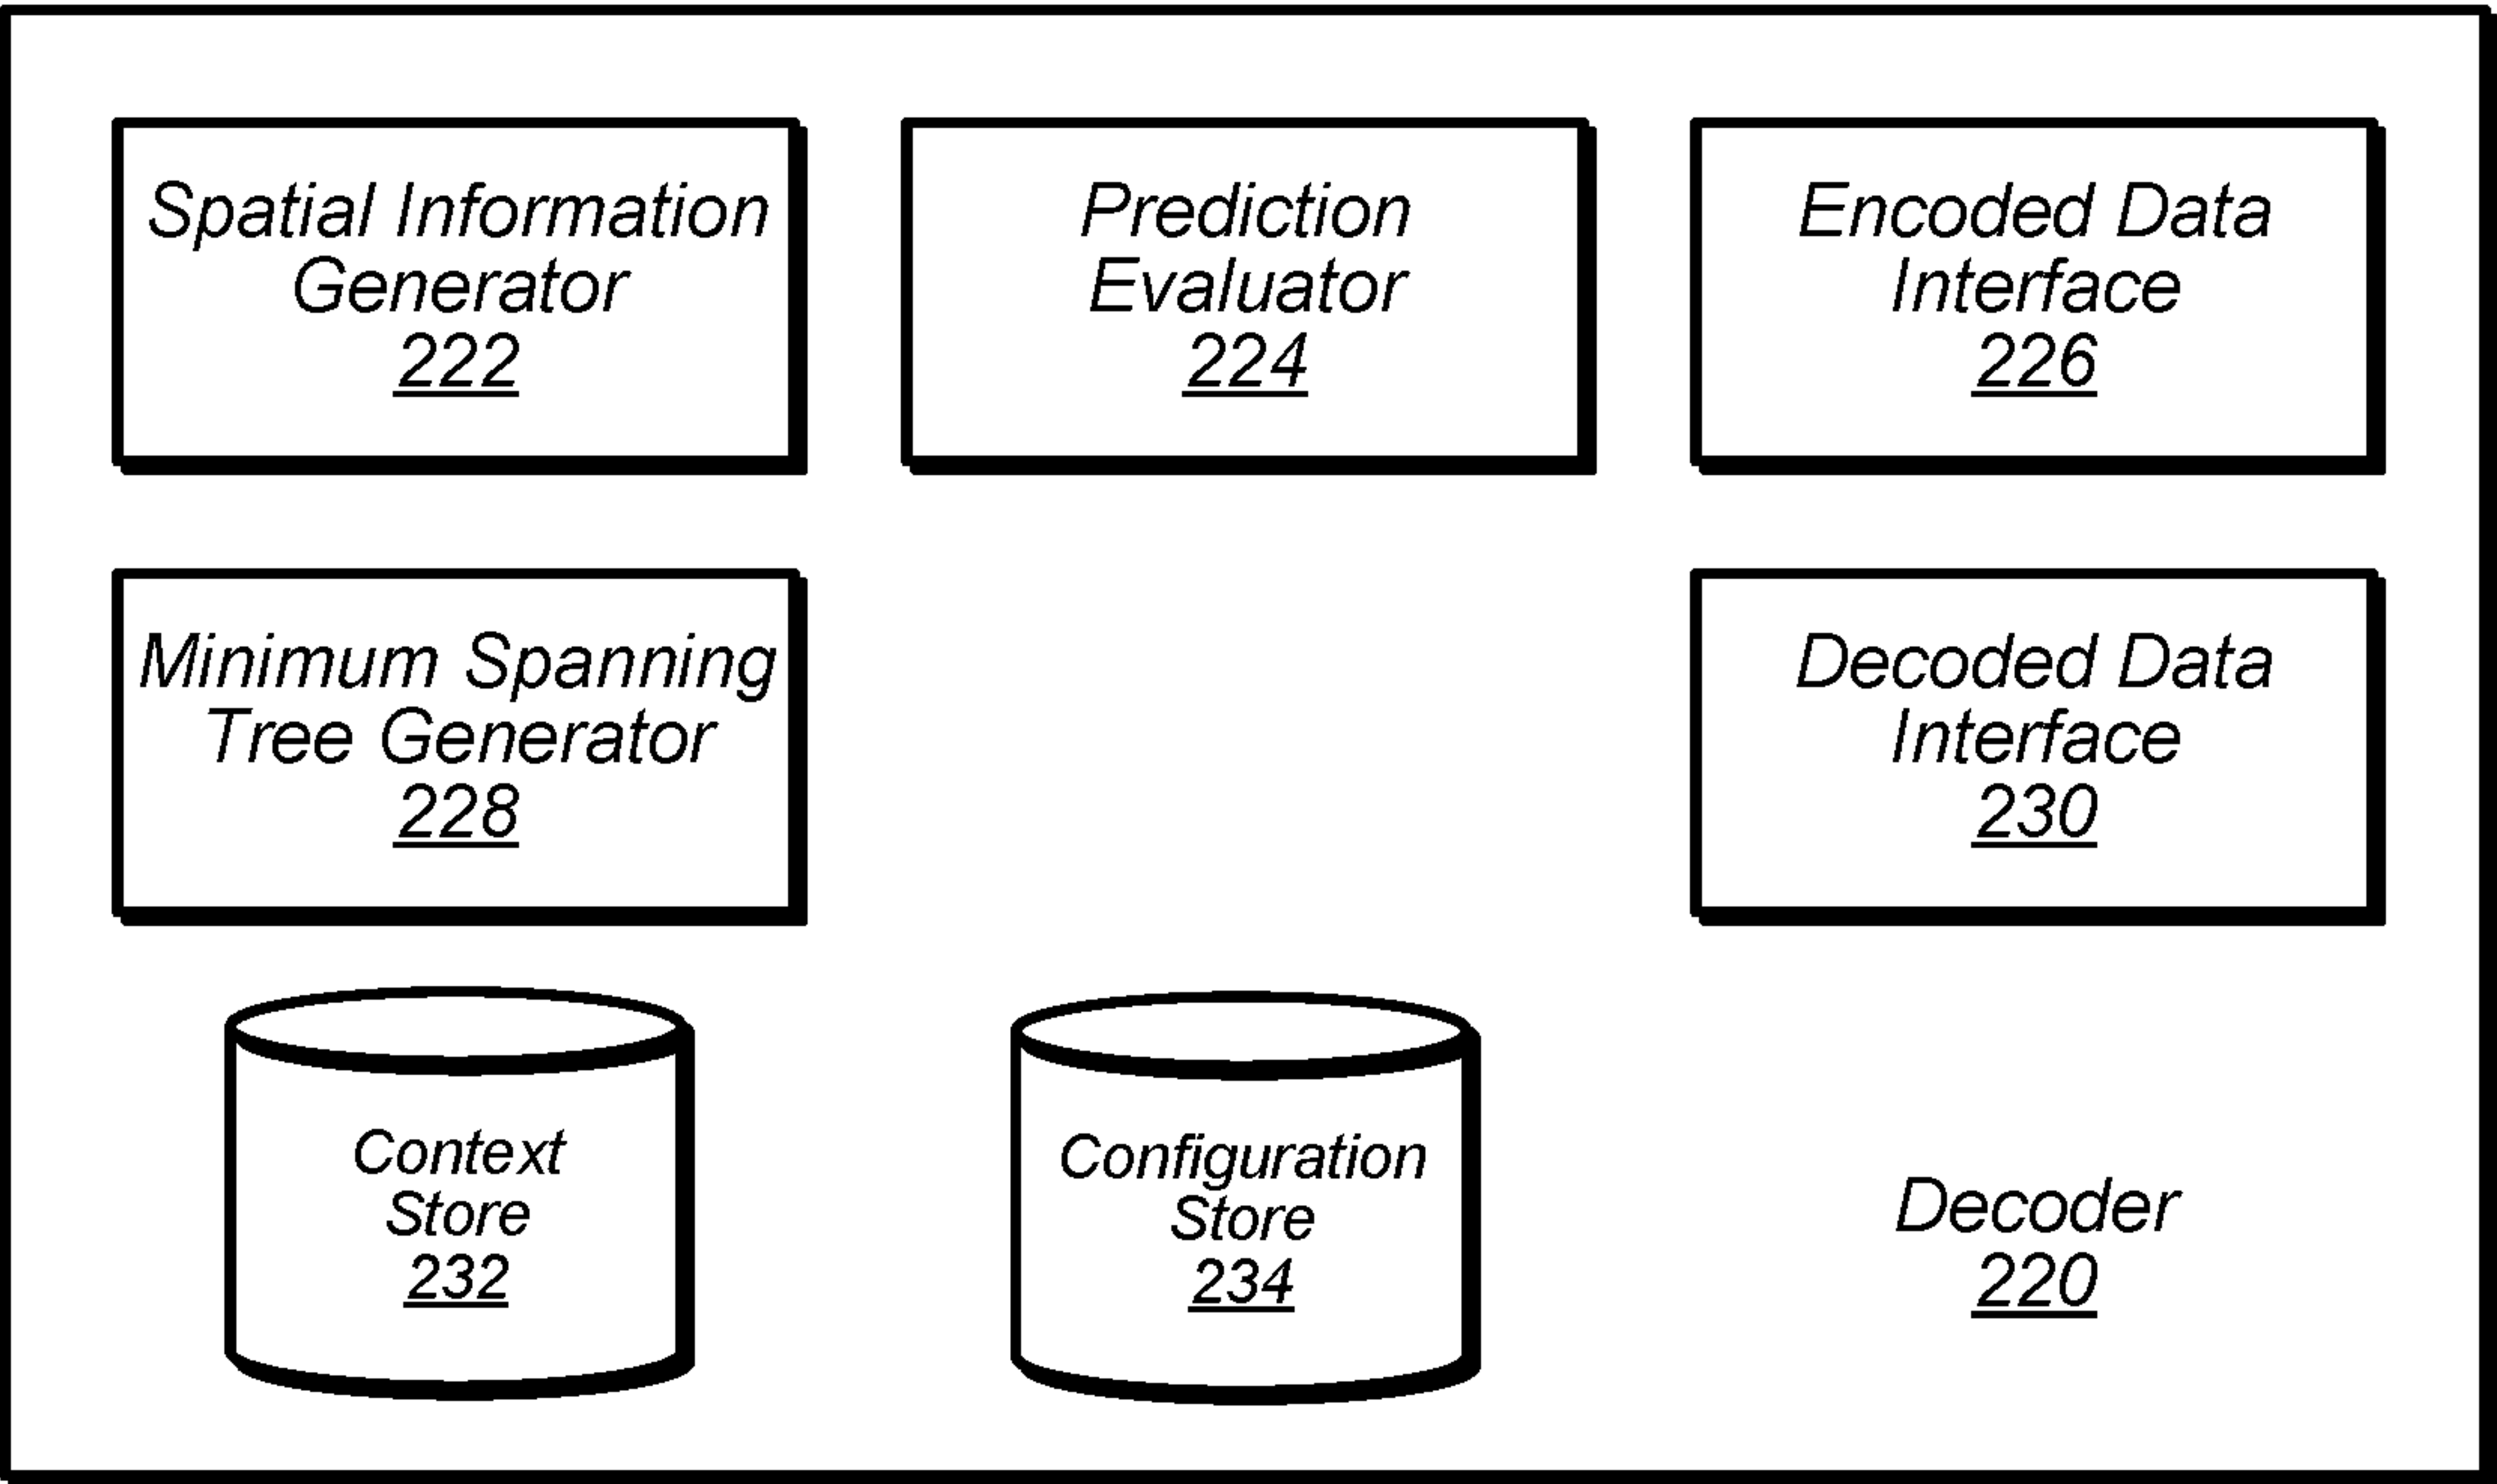 Spatial Information
Generator
222
Prediction
Evaluator
224
Encoded Data
Interface
226
Minimum Spanning
Tree Generator
228
Decoded Data
Interface
230
Context
Store
232
Configuration
Store
234
Decoder
220